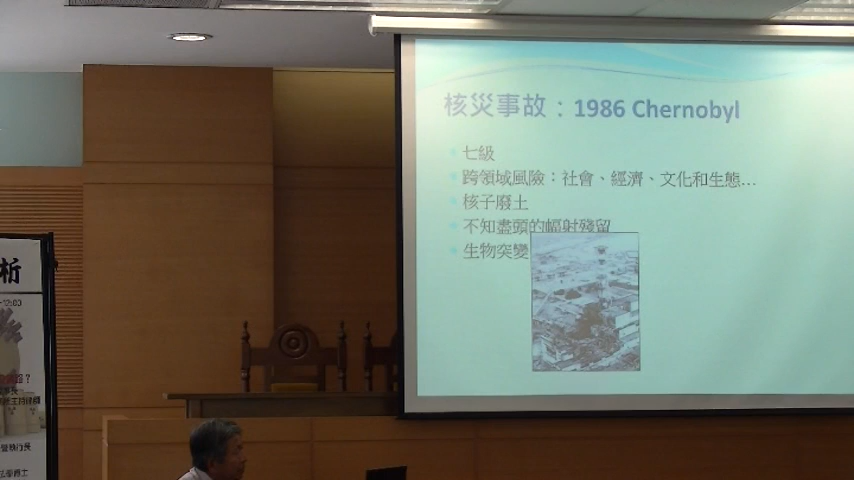 核災事故：1986 Chernobyl
七級
跨領域風險：社會、經濟、文化和生態...
核子廢土
不知盡頭的幅射殘留
生物突變
析